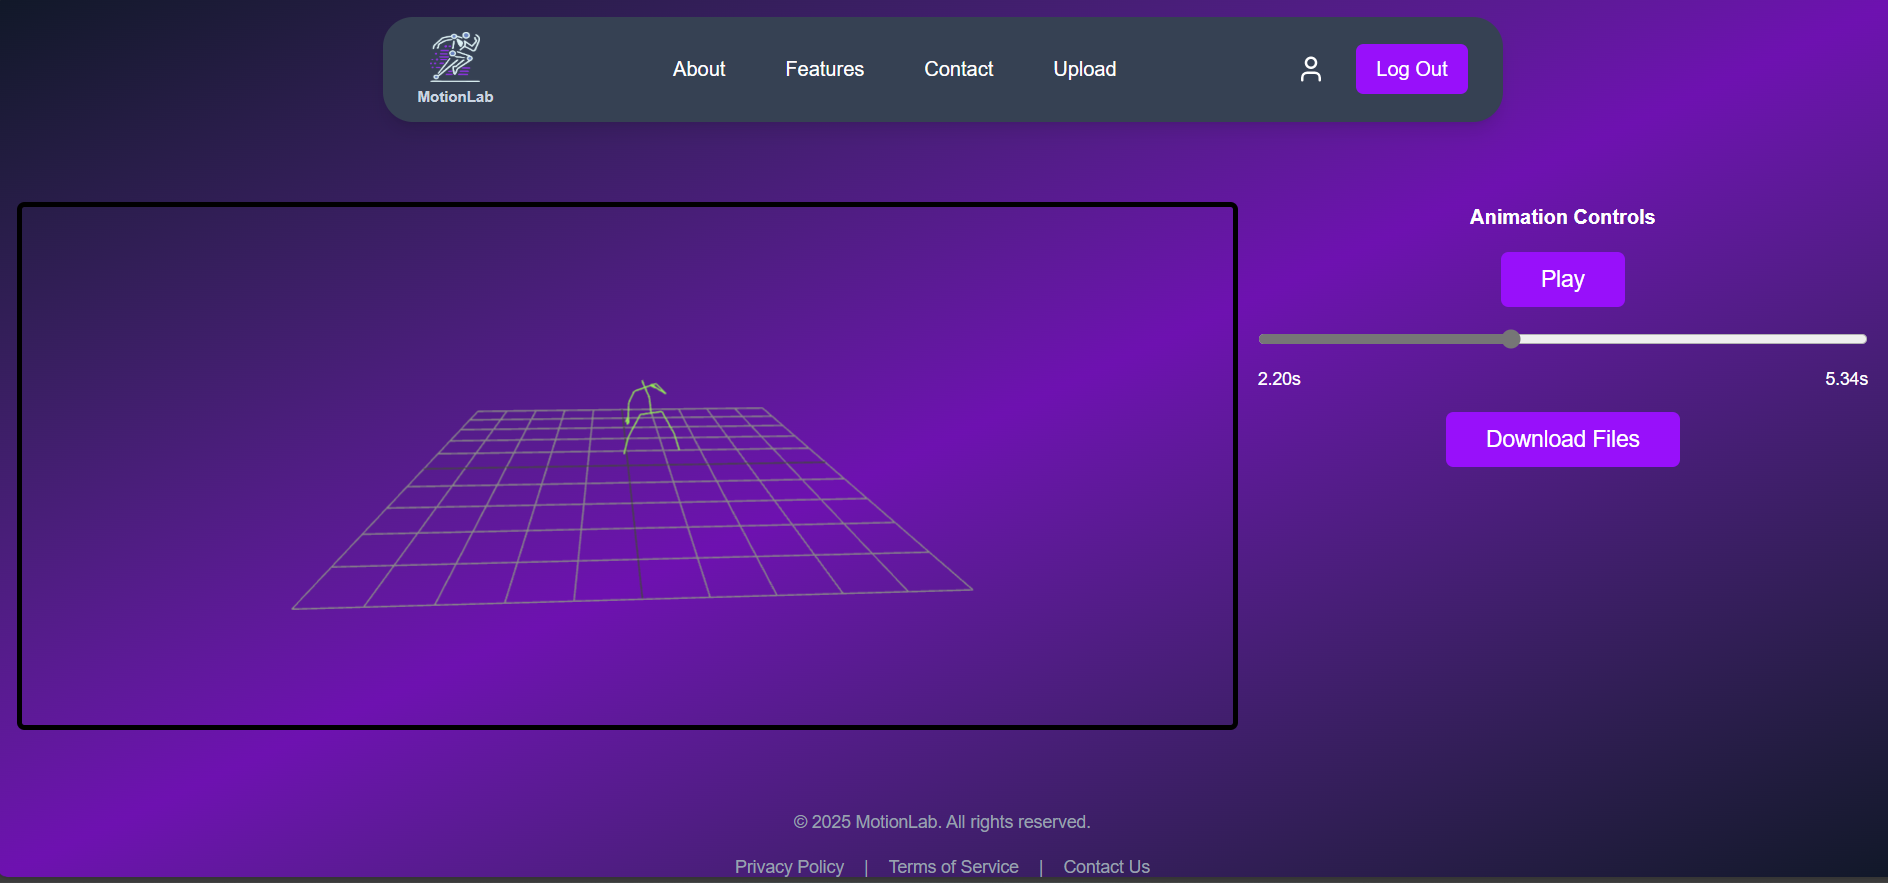 MotionLab
About Features Contact Upload Log Out
Animation Controls
Play
2.20s 5.34s
Download Files
© 2025 MotionLab. All rights reserved.
Privacy Policy | Terms of Service | Contact Us